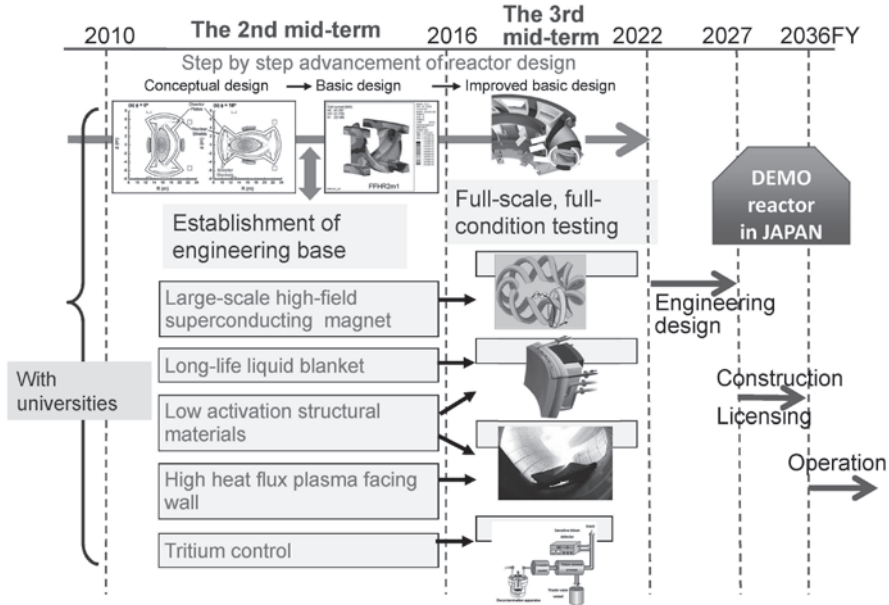 The 2nd mid-term
The 3rd
mid-term
2010
2016
2022
2027
2036FY
Step by step advancement of reactor design
Conceptual design
Basic design
Improved basic design
FFHR2m1
Establishment of
engineering base
Full-scale, full-
condition testing
DEMO
reactor
in JAPAN
Large-scale high-field
superconducting magnet
Engineering
design
Long-life liquid blanket
With
universities
Low activation structural
materials
Construction
Licensing
High heat flux plasma facing
wall
Operation
Tritium control